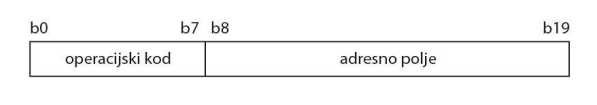 b0 b7 b8 b19
operacijski kod adresno polje